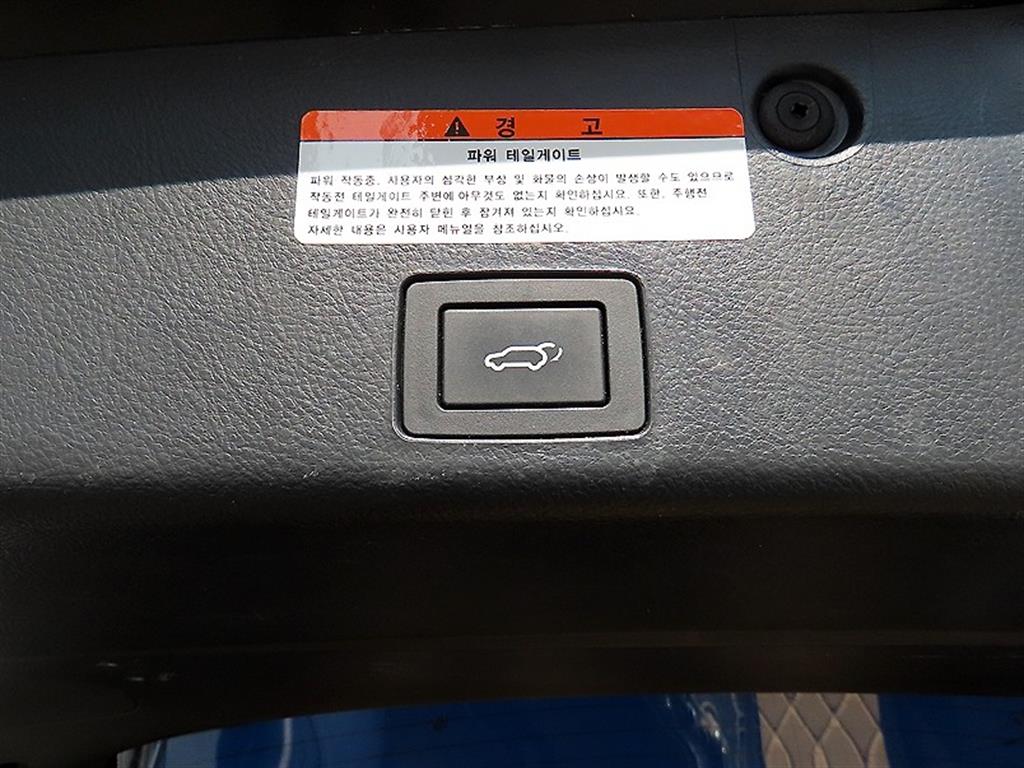 경 고
파워 테일게이트
파워 작동중, 사용자의 심각한 부상 및 화물의 손상이 발생할 수도 있으므로
작동전 테일게이트 주변에 아무것도 없는지 확인하십시요. 또한, 주행전
테일게이트가 완전히 닫힌 후 잠겨져 있는지 확인하십시요.
자세한 내용은 사용자 메뉴얼을 참조하십시오.